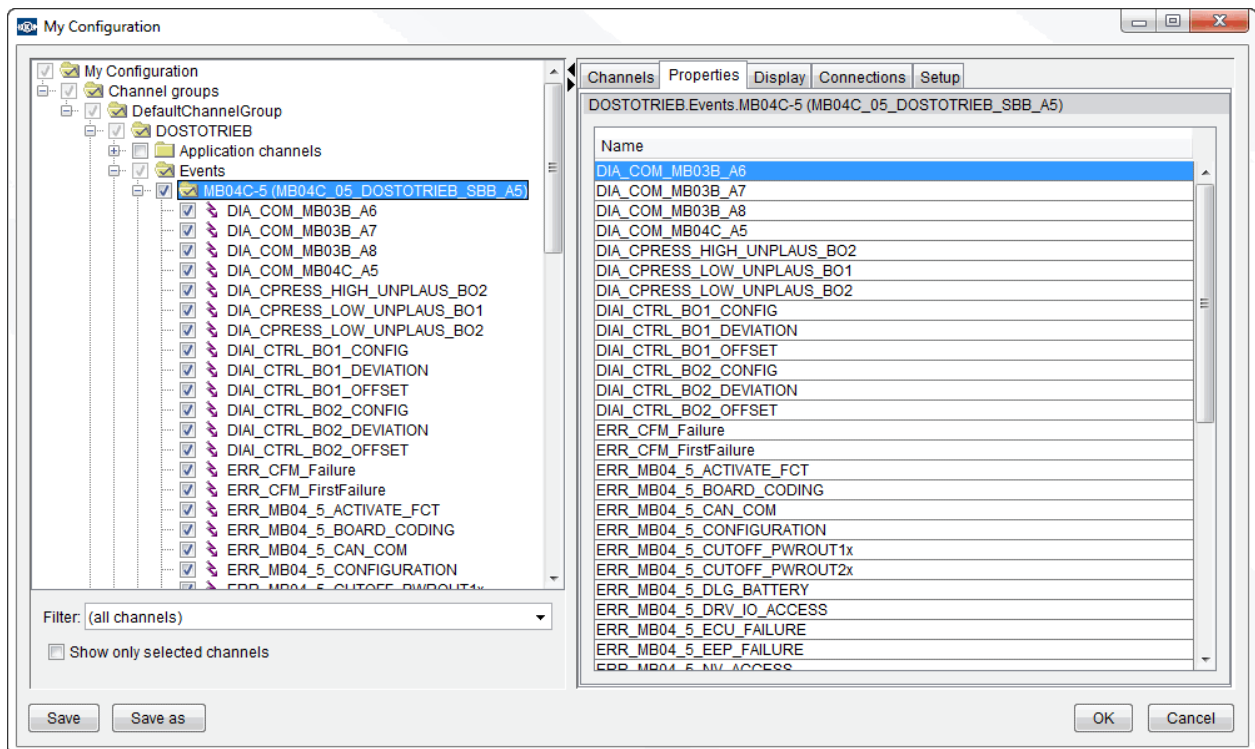 My Configuration
My Configuration
Channel groups
DefaultChannelGroup
DOSTOTRIEB
Application channels
Events
MB04C-5 (MB04C_05_DOSTOTRIEB_SBB_A5)
DIA_COM_MB03B_A6
DIA_COM_MB03B_A7
DIA_COM_MB03B_A8
DIA_COM_MB04C_A5
DIA_CPRESS_HIGH_UNPLAUS_BO2
DIA_CPRESS_LOW_UNPLAUS_BO1
DIA_CPRESS_LOW_UNPLAUS_BO2
DIAI_CTRL_BO1_CONFIG
DIAI_CTRL_BO1_DEVIATION
DIAI_CTRL_BO1_OFFSET
DIAI_CTRL_BO2_CONFIG
DIAI_CTRL_BO2_DEVIATION
DIAI_CTRL_BO2_OFFSET
ERR_CFM_Failure
ERR_CFM_FirstFailure
ERR_MB04_5_ACTIVATE_FCT
ERR_MB04_5_BOARD_CODING
ERR_MB04_5_CAN_COM
ERR_MB04_5_CONFIGURATION
ERR_MB04_5_CUTOFF_PWROUT1x
Filter: (all channels)
Show only selected channels
Channels Properties Display Connections Setup
DOSTOTRIEB.Events.MB04C-5 (MB04C_05_DOSTOTRIEB_SBB_A5)
Name
DIA_COM_MB03B_A6
DIA_COM_MB03B_A7
DIA_COM_MB03B_A8
DIA_COM_MB04C_A5
DIA_CPRESS_HIGH_UNPLAUS_BO2
DIA_CPRESS_LOW_UNPLAUS_BO1
DIA_CPRESS_LOW_UNPLAUS_BO2
DIAI_CTRL_BO1_CONFIG
DIAI_CTRL_BO1_DEVIATION
DIAI_CTRL_BO1_OFFSET
DIAI_CTRL_BO2_CONFIG
DIAI_CTRL_BO2_DEVIATION
DIAI_CTRL_BO2_OFFSET
ERR_CFM_Failure
ERR_CFM_FirstFailure
ERR_MB04_5_ACTIVATE_FCT
ERR_MB04_5_BOARD_CODING
ERR_MB04_5_CAN_COM
ERR_MB04_5_CONFIGURATION
ERR_MB04_5_CUTOFF_PWROUT1x
ERR_MB04_5_CUTOFF_PWROUT2x
ERR_MB04_5_DLG_BATTERY
ERR_MB04_5_DRV_IO_ACCESS
ERR_MB04_5_ECU_FAILURE
ERR_MB04_5_EEP_FAILURE
ERR_MB04_5_NV_ACCESS
Save Save as OK Cancel